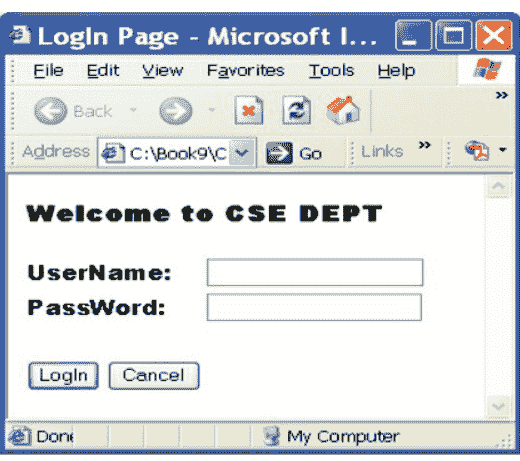 LogIn Page - Microsoft I...
File Edit View Favorites Tools Help
Back
Address C:\Book9\C Go Links »
Welcome to CSE DEPT
UserName:
PassWord:
LogIn Cancel
Done My Computer